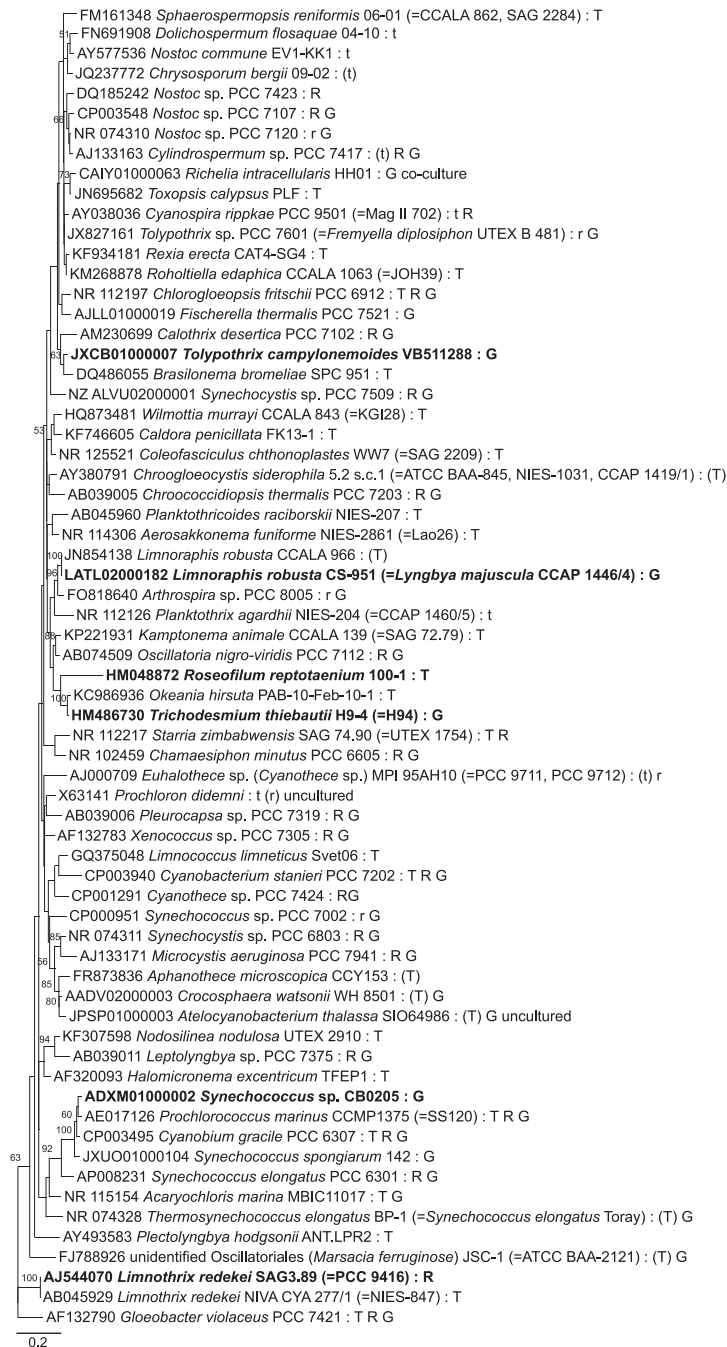 FM161348 Sphaerospermopsis reniformis 06-01 (=CCALA 862, SAG 2284) : T
51
FN691908 Dolichospermum flosaquae 04-10 : t
AY577536 Nostoc commune EV1-KK1 : t
JQ237772 Chrysosporum bergii 09-02 : (t)
DQ185242 Nostoc sp. PCC 7423 : R
CP003548 Nostoc sp. PCC 7107 : R G
66
NR 074310 Nostoc sp. PCC 7120 : r G
AJ133163 Cylindrospermum sp. PCC 7417 : (t) R G
73
CAIY01000063 Richelia intracellularis HH01 : G co-culture
JN695682 Toxopsis calypsus PLF : T
AY038036 Cyanospira rippkae PCC 9501 (=Mag II 702) : t R
JX827161 Tolypothrix sp. PCC 7601 (=Fremyella diplosiphon UTEX B 481) : r G
KF934181 Rexia erecta CAT4-SG4 : T
KM268878 Roholtiella edaphica CCALA 1063 (=JOH39) : T
NR 112197 Chlorogloeopsis fritschii PCC 6912 : T R G
AJLL01000019 Fischerella thermalis PCC 7521 : G
AM230699 Calothrix desertica PCC 7102 : R G
63
JXCB01000007 Tolypothrix campylonemoides VB511288 : G
DQ486055 Brasilonema bromeliae SPC 951 : T
NZ ALVU02000001 Synechocystis sp. PCC 7509 : R G
HQ873481 Wilmottia murrayi CCALA 843 (=KGI28) : T
53
KF746605 Caldora penicillata FK13-1 : T
NR 125521 Coleofasciculus chthonoplastes WW7 (=SAG 2209) : T
AY380791 Chroogloeocystis siderophila 5.2 s.c.1 (=ATCC BAA-845, NIES-1031, CCAP 1419/1) : (T)
AB039005 Chroococcidiopsis thermalis PCC 7203 : R G
AB045960 Planktothricoides raciborskii NIES-207 : T
NR 114306 Aerosakkonema funiforme NIES-2861 (=Lao26) : T
100
JN854138 Limnoraphis robusta CCALA 966 : (T)
96
LATL02000182 Limnoraphis robusta CS-951 (=Lyngbya majuscula CCAP 1446/4) : G
FO818640 Arthrospira sp. PCC 8005 : r G
NR 112126 Planktothrix agardhii NIES-204 (=CCAP 1460/5) : t
88
KP221931 Kamptonema animale CCALA 139 (=SAG 72.79) : T
AB074509 Oscillatoria nigro-viridis PCC 7112 : R G
HM048872 Roseofilum reptotaenium 100-1 : T
100
KC986936 Okeania hirsuta PAB-10-Feb-10-1 : T
HM486730 Trichodesmium thiebautii H9-4 (=H94) : G
NR 112217 Starria zimbabwensis SAG 74.90 (=UTEX 1754) : T R
NR 102459 Chamaesiphon minutus PCC 6605 : R G
AJ000709 Euhalothece sp. (Cyanothece sp.) MPI 95AH10 (=PCC 9711, PCC 9712) : (t) r
X63141 Prochloron didemni : t (r) uncultured
AB039006 Pleurocapsa sp. PCC 7319 : R G
AF132783 Xenococcus sp. PCC 7305 : R G
GQ375048 Limnococcus limneticus Svet06 : T
CP003940 Cyanobacterium stanieri PCC 7202 : T R G
CP001291 Cyanothece sp. PCC 7424 : RG
CP000951 Synechococcus sp. PCC 7002 : r G
85
NR 074311 Synechocystis sp. PCC 6803 : R G
AJ133171 Microcystis aeruginosa PCC 7941 : R G
56
FR873836 Aphanothece microscopica CCY153 : (T)
85
AADV02000003 Crocosphaera watsonii WH 8501 : (T) G
80
JPSP01000003 Atelocyanobacterium thalassa SIO64986 : (T) G uncultured
94
KF307598 Nodosilinea nodulosa UTEX 2910 : T
AB039011 Leptolyngbya sp. PCC 7375 : R G
AF320093 Halomicronema excentricum TFEP1 : T
ADXM01000002 Synechococcus sp. CB0205 : G
60
AE017126 Prochlorococcus marinus CCMP1375 (=SS120) : T R G
100
CP003495 Cyanobium gracile PCC 6307 : T R G
92
JXUO01000104 Synechococcus spongiarum 142 : G
63
AP008231 Synechococcus elongatus PCC 6301 : R G
NR 115154 Acaryochloris marina MBIC11017 : T G
NR 074328 Thermosynechococcus elongatus BP-1 (=Synechococcus elongatus Toray) : (T) G
AY493583 Plectolyngbya hodgsonii ANT.LPR2 : T
FJ788926 unidentified Oscillatoriales (Marsacia ferruginose) JSC-1 (=ATCC BAA-2121) : (T) G
100
AJ544070 Limnothrix redekei SAG3.89 (=PCC 9416) : R
AB045929 Limnothrix redekei NIVA CYA 277/1 (=NIES-847) : T
AF132790 Gloeobacter violaceus PCC 7421 : T R G
0.2